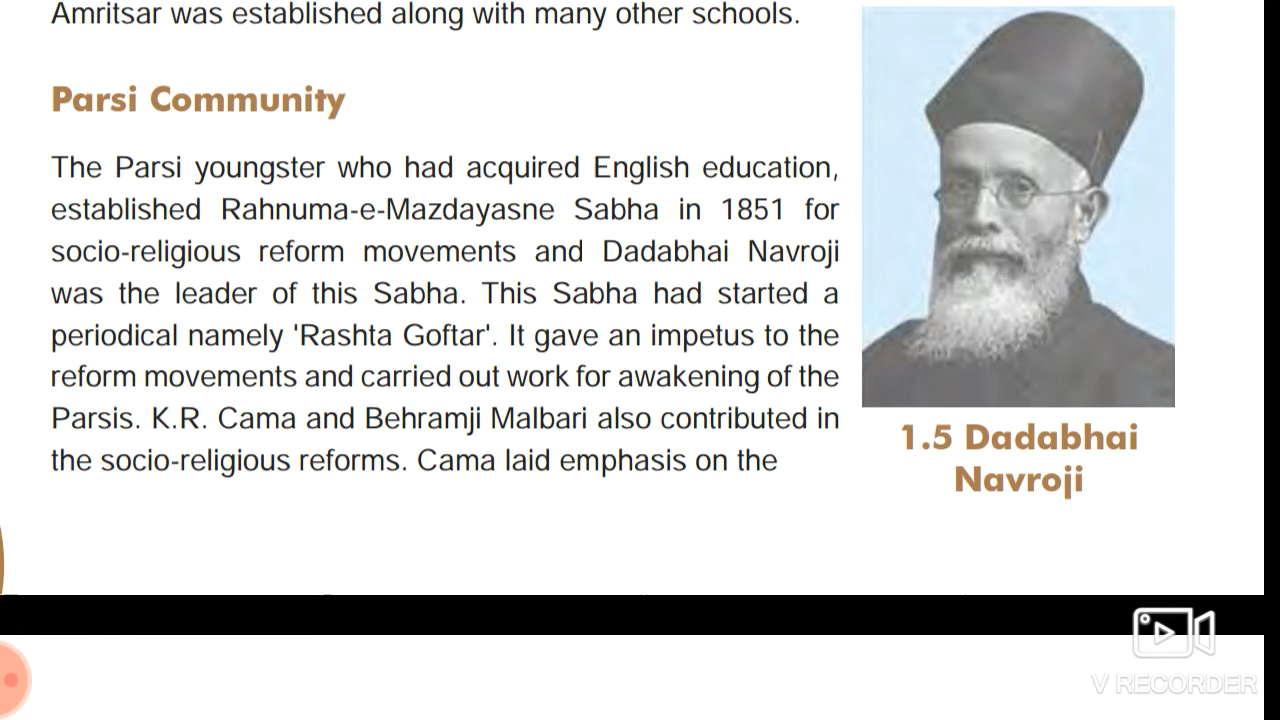 Amritsar was established along with many other schools.
Parsi Community
The Parsi youngster who had acquired English education,
established Rahnuma-e-Mazdayasne Sabha in 1851 for
socio-religious reform movements and Dadabhai Navroji
was the leader of this Sabha. This Sabha had started a
periodical namely 'Rashta Goftar'. It gave an impetus to the
reform movements and carried out work for awakening of the
Parsis. K.R. Cama and Behramji Malbari also contributed in
the socio-religious reforms. Cama laid emphasis on the
1.5 Dadabhai
Navroji
V RECORDER